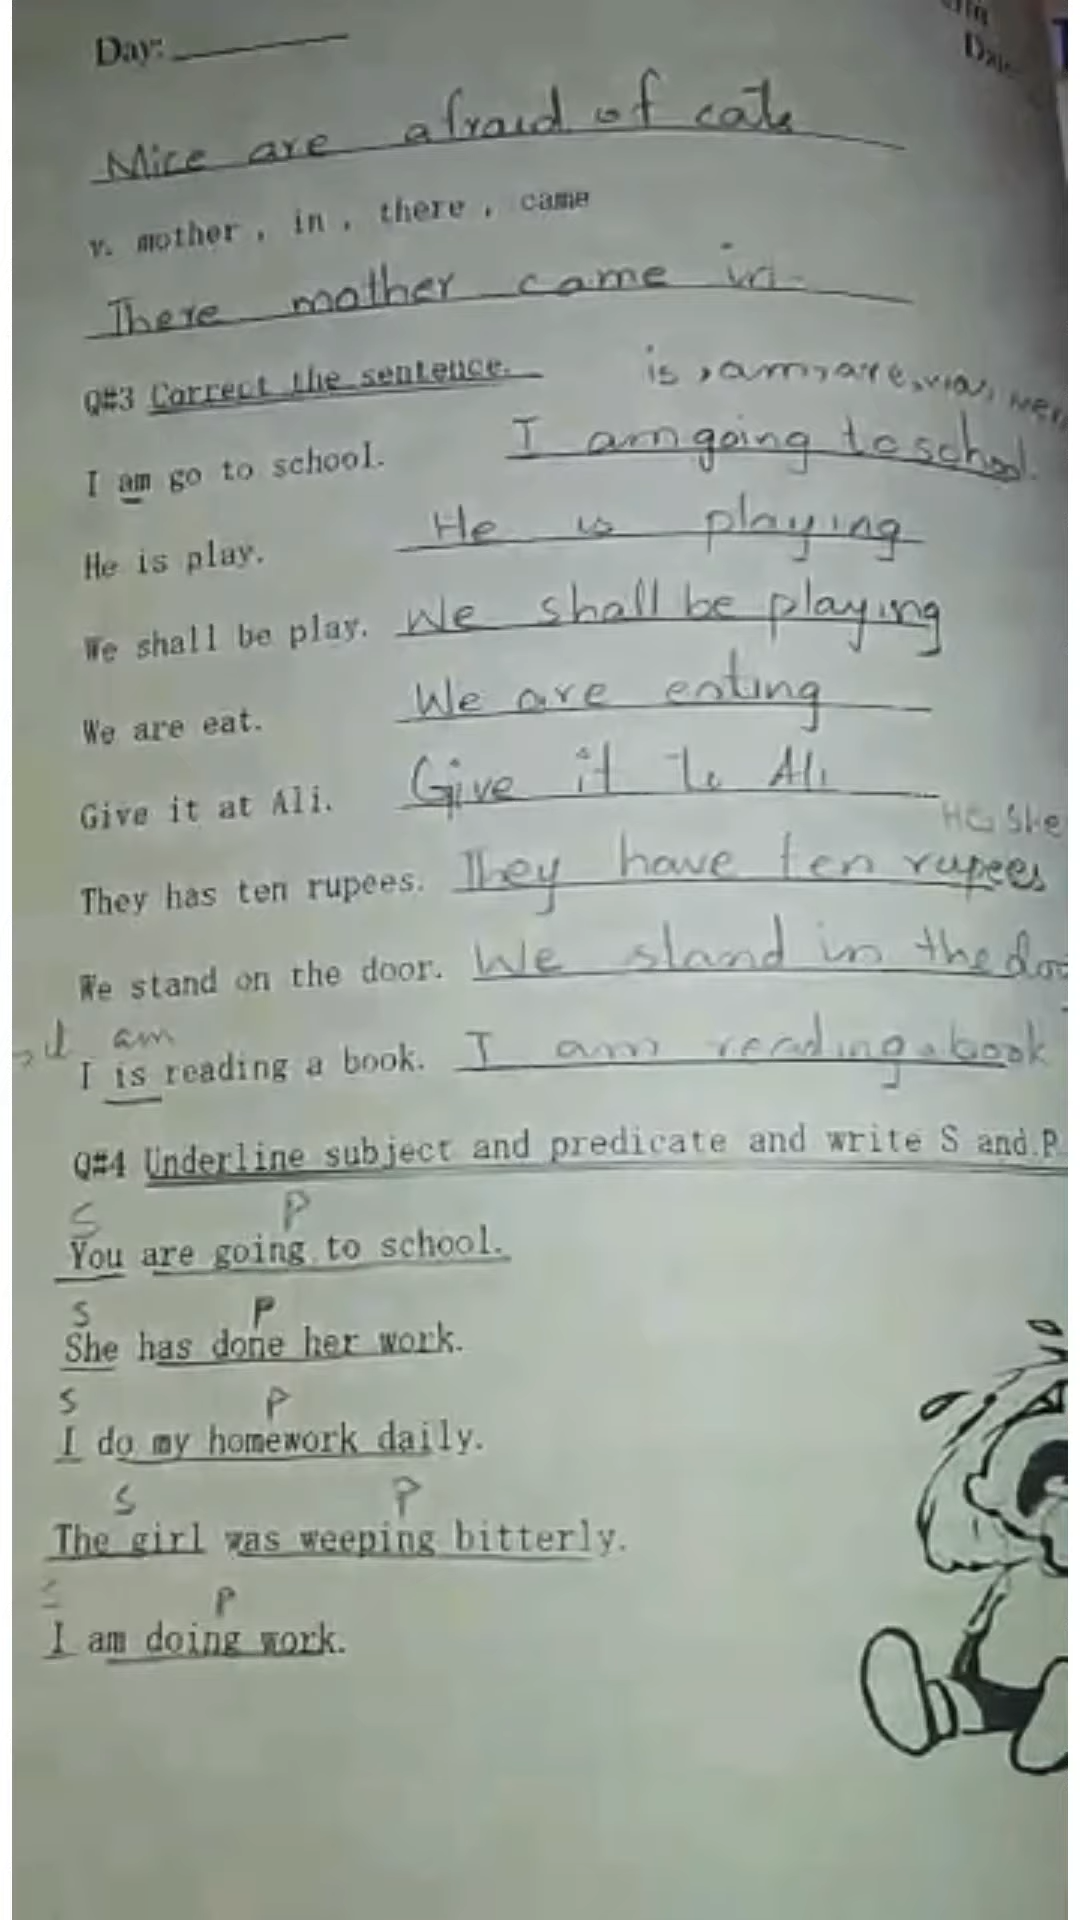 Day:
Mice are afraid of cats
v. mother , in , there , came
There mother came in
Q#3 Correct the sentence.
is, am, are, was,
I am go to school. I am going to school.
He is play. He is playing
We shall be play. We shall be playing
We are eat. We are eating
Give it at Ali. Give it to Ali
He, She
They has ten rupees. They have ten rupees
We stand on the door. We stand in the
am
I is reading a book. I am reading a book
Q#4 Underline subject and predicate and write S and P
S P
You are going to school.
S P
She has done her work.
S P
I do my homework daily.
S P
The girl was weeping bitterly.
S P
I am doing work.